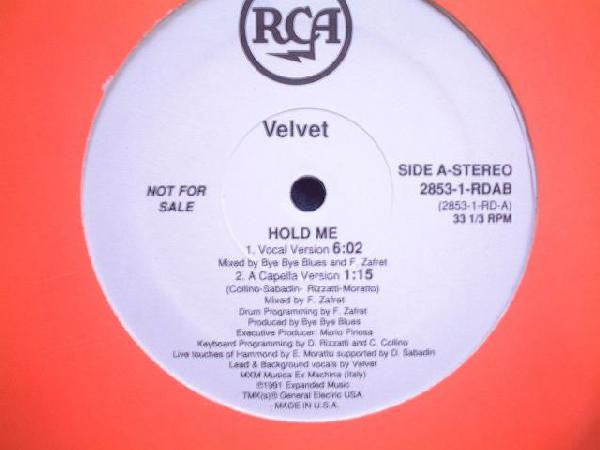 RCA
Velvet
NOT FOR
SALE
SIDE A-STEREO
2853-1-RDAB
(2853-1-RD-A)
33 1/3 RPM
HOLD ME
1. Vocal Version 6:02
Mixed by Bye Bye Blues and F. Zafret
2. A Capella Version 1:15
(Collino-Sabadin- Rizzatti-Moratto)
Mixed by F. Zafret
Drum Programming by F. Zafret
Produced by Bye Bye Blues
Executive Producer: Mario Pinosa
Keyboard Programming by D. Rizzatti and C. Collino
Live touches of Hammond by E. Moratto supported by D. Sabadin
Lead & Background vocals by Velvet
MXM Musica Ex Machina (Italy)
℗1991 Expanded Music
TMK(s)® General Electric USA
MADE IN U.S.A.